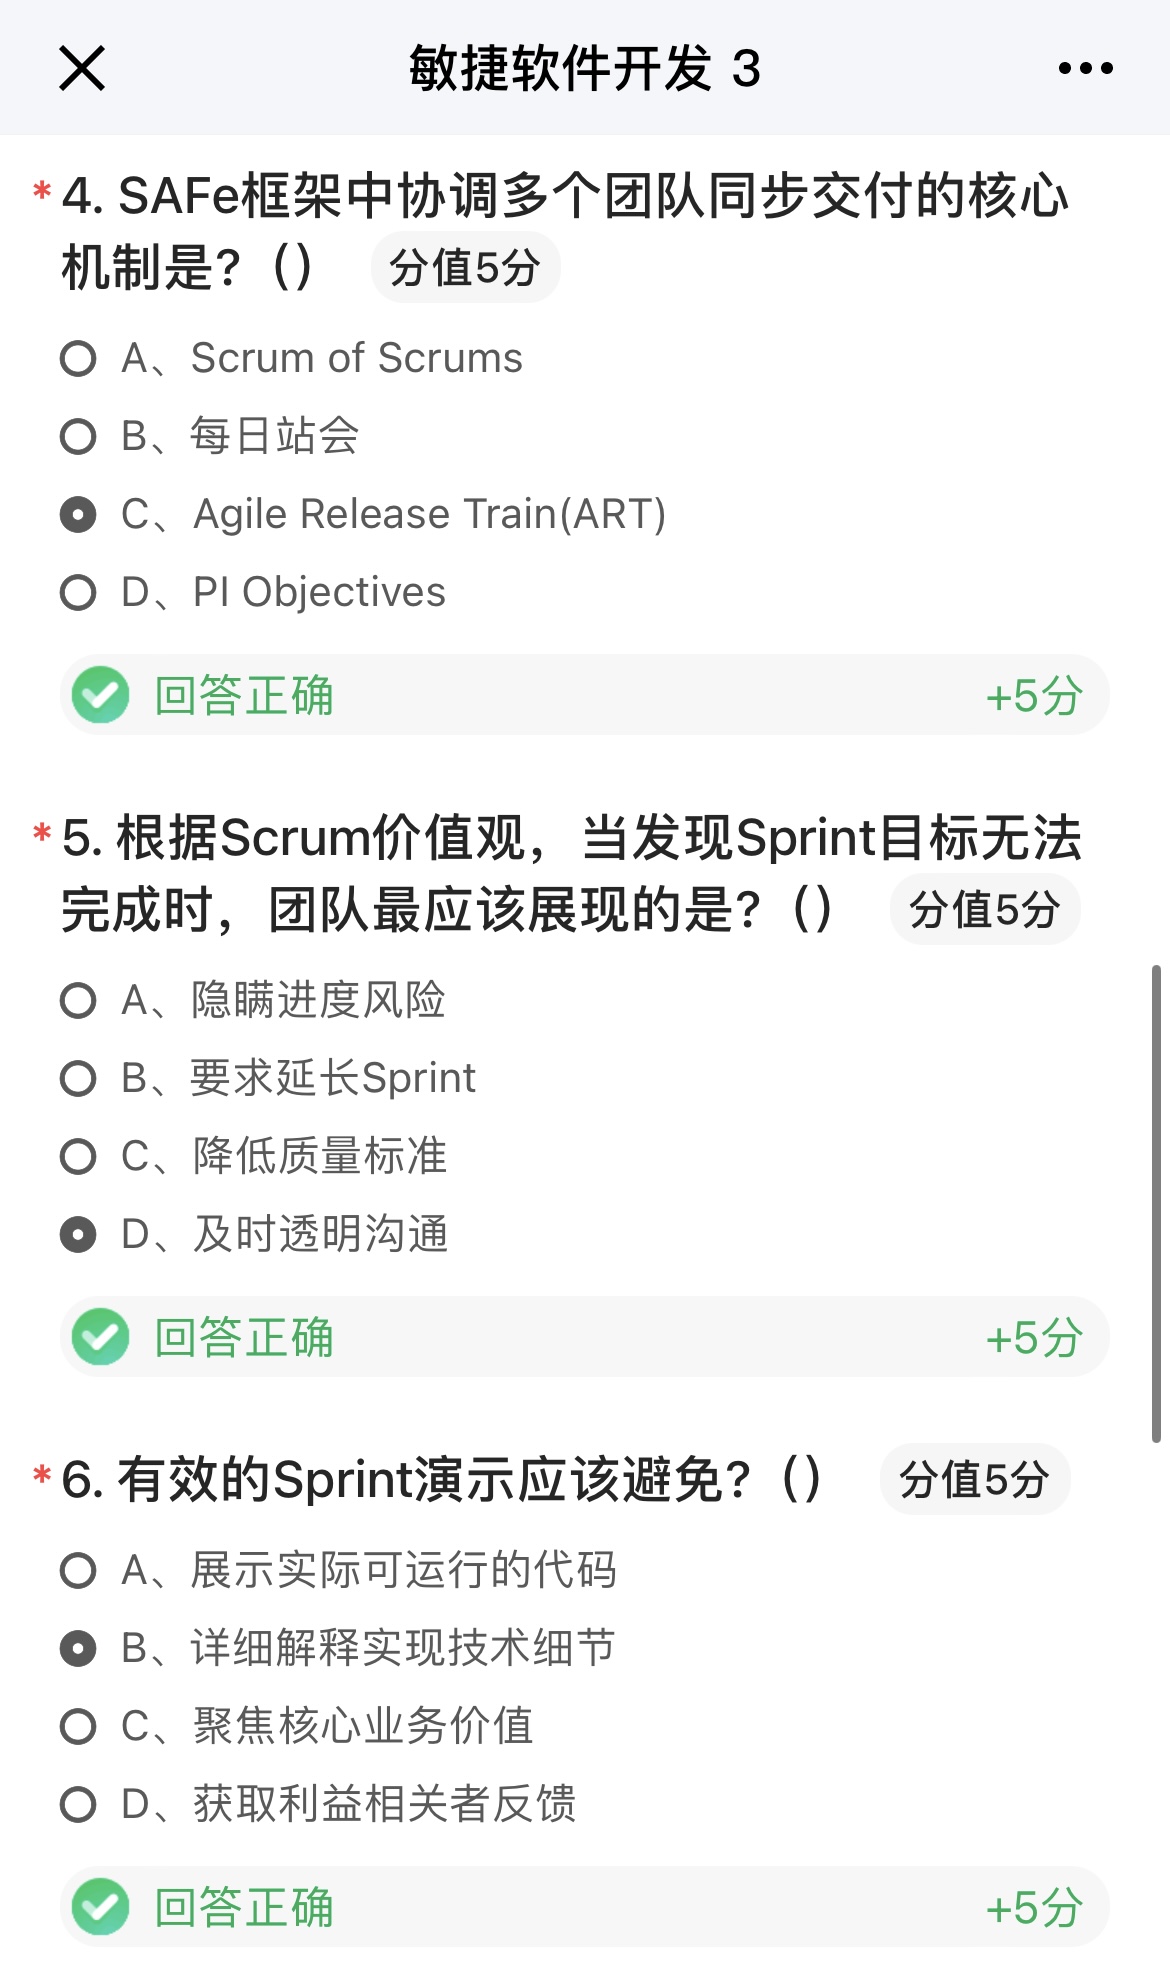 敏捷软件开发 3
*4. SAFe框架中协调多个团队同步交付的核心
机制是?（） 分值5分
A、Scrum of Scrums
B、每日站会
C、Agile Release Train(ART)
D、PI Objectives
回答正确 +5分
*5. 根据Scrum价值观，当发现Sprint目标无法
完成时，团队最应该展现的是?（） 分值5分
A、隐瞒进度风险
B、要求延长Sprint
C、降低质量标准
D、及时透明沟通
回答正确 +5分
*6. 有效的Sprint演示应该避免?（） 分值5分
A、展示实际可运行的代码
B、详细解释实现技术细节
C、聚焦核心业务价值
D、获取利益相关者反馈
回答正确 +5分